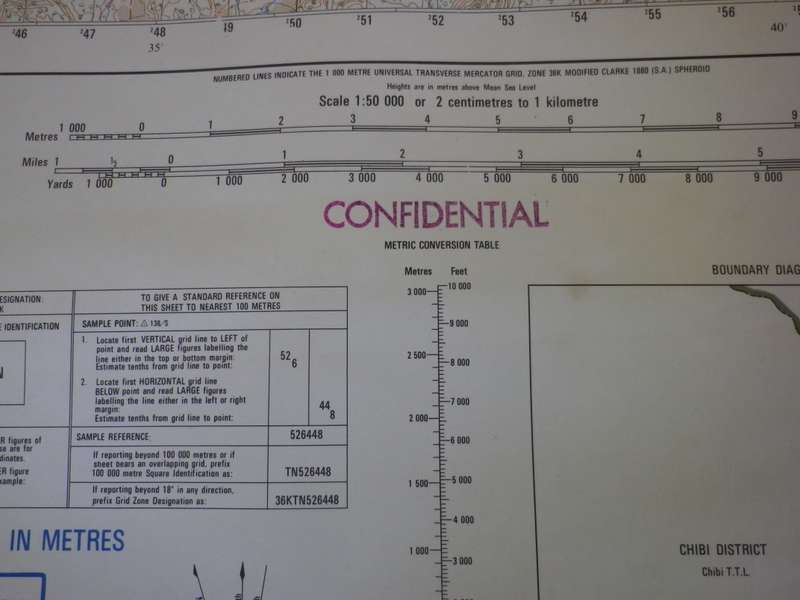 '46 '47 '48 '49 '50 '51 '52 '53 '54 '55 '56
35' 40'
NUMBERED LINES INDICATE THE 1 000 METRE UNIVERSAL TRANSVERSE MERCATOR GRID, ZONE 36K MODIFIED CLARKE 1880 (S.A.) SPHEROID
Heights are in metres above Mean Sea Level
Scale 1:50 000 or 2 centimetres to 1 kilometre
Metres 1 000 0 1 2 3 4 5 6 7 8 9
Miles 1 ½ 0 1 2 3 4 5
Yards 1 000 0 1 000 2 000 3 000 4 000 5 000 6 000 7 000 8 000 9 000
CONFIDENTIAL
METRIC CONVERSION TABLE
Metres Feet
3 000 10 000
9 000
2 500 8 000
7 000
2 000 6 000
5 000
1 500
4 000
1 000 3 000
BOUNDARY DIAG
CHIBI DISTRICT
Chibi T.T.L.
ESIGNATION:
K
E IDENTIFICATION
N
R figures of
se are for
dinates.
ER figure
xample:
TO GIVE A STANDARD REFERENCE ON
THIS SHEET TO NEAREST 100 METRES
SAMPLE POINT: △ 138/S
1. Locate first VERTICAL grid line to LEFT of
point and read LARGE figures labelling the
line either in the top or bottom margin:
Estimate tenths from grid line to point:
52
6
2. Locate first HORIZONTAL grid line
BELOW point and read LARGE figures
labelling the line either in the left or right
margin:
Estimate tenths from grid line to point:
44
8
SAMPLE REFERENCE: 526448
If reporting beyond 100 000 metres or if
sheet bears an overlapping grid, prefix
100 000 metre Square Identification as: TN526448
If reporting beyond 18° in any direction,
prefix Grid Zone Designation as: 36KTN526448
IN METRES